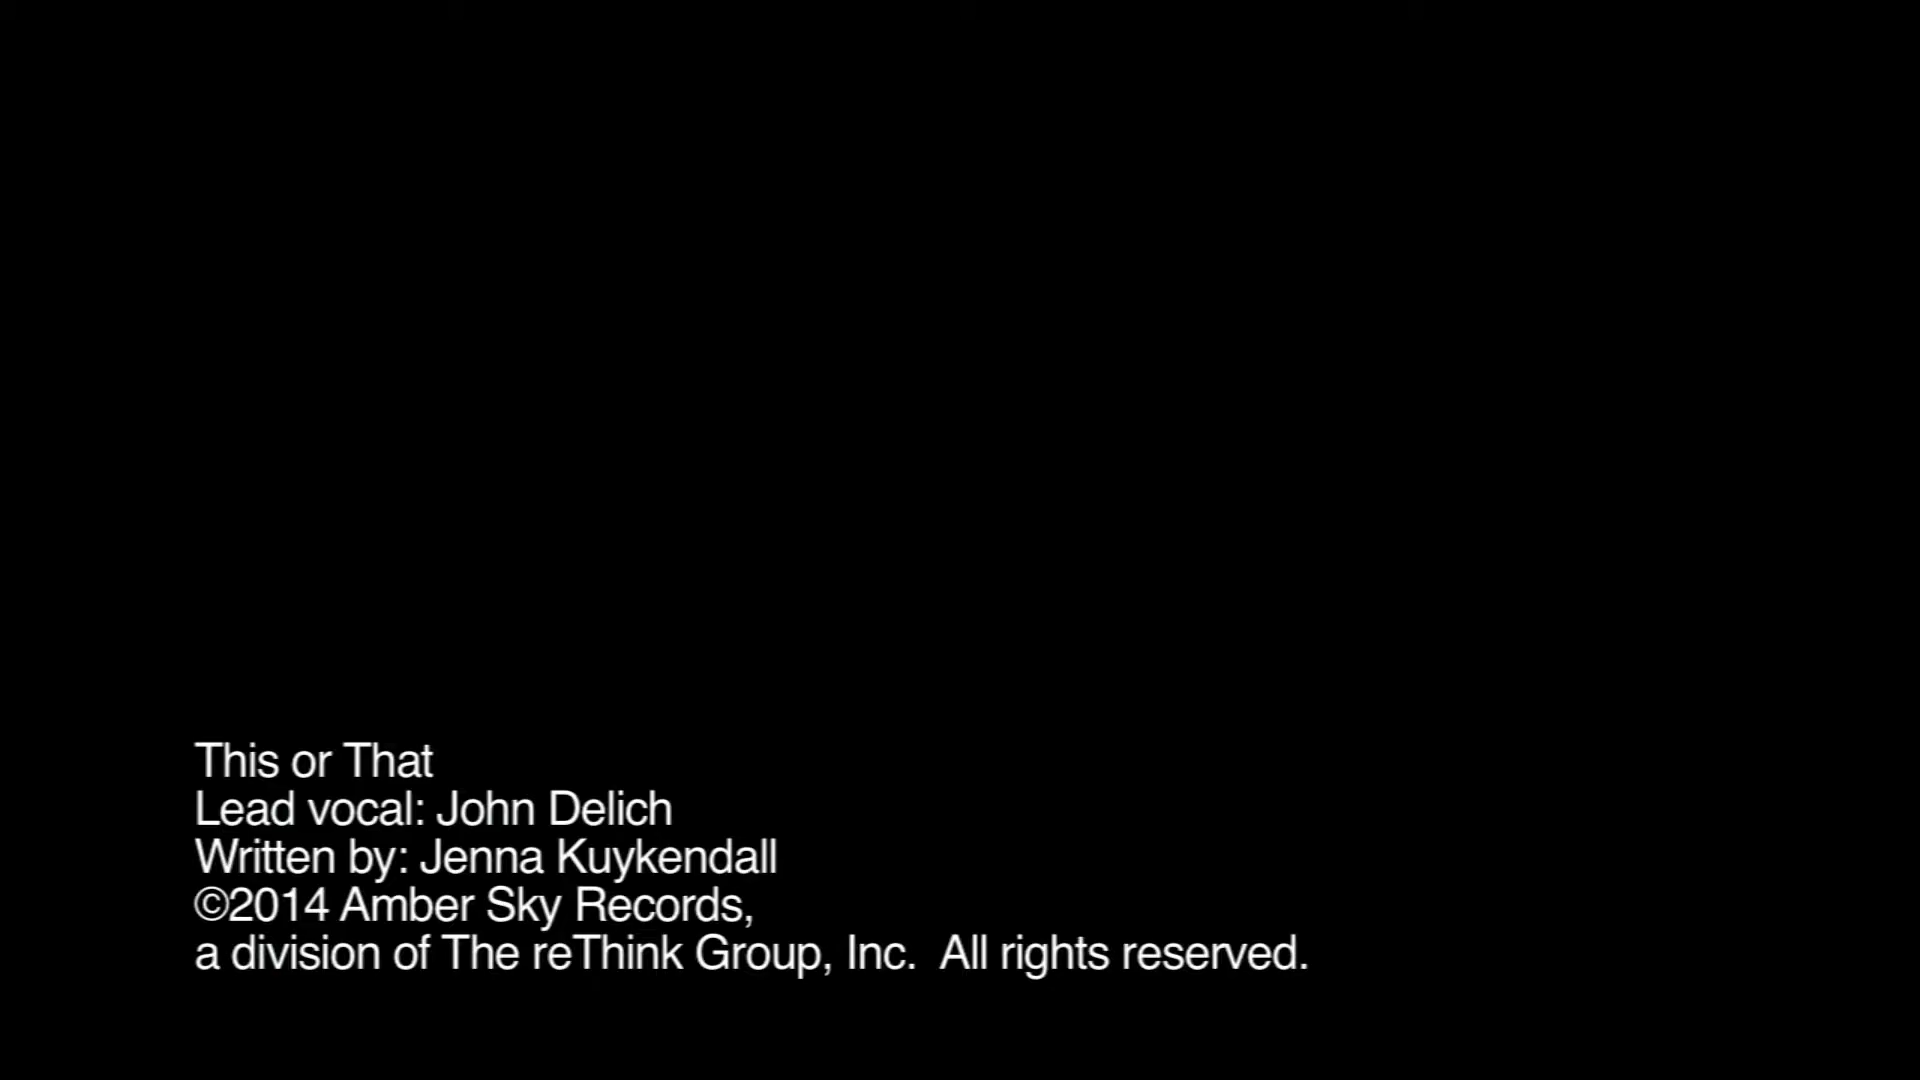 This or That
Lead vocal: John Delich
Written by: Jenna Kuykendall
©2014 Amber Sky Records,
a division of The reThink Group, Inc.  All rights reserved.